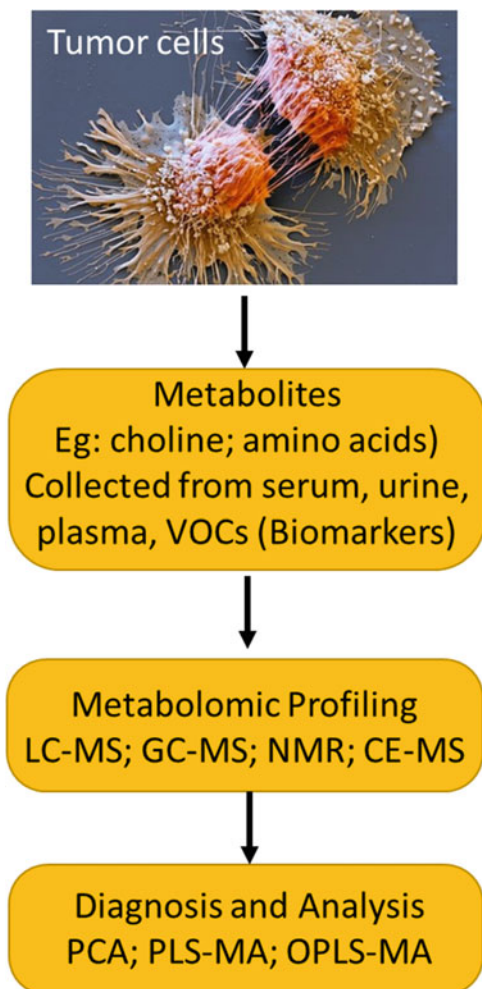 Tumor cells
Metabolites
Eg: choline; amino acids)
Collected from serum, urine,
plasma, VOCs (Biomarkers)
Metabolomic Profiling
LC-MS; GC-MS; NMR; CE-MS
Diagnosis and Analysis
PCA; PLS-MA; OPLS-MA